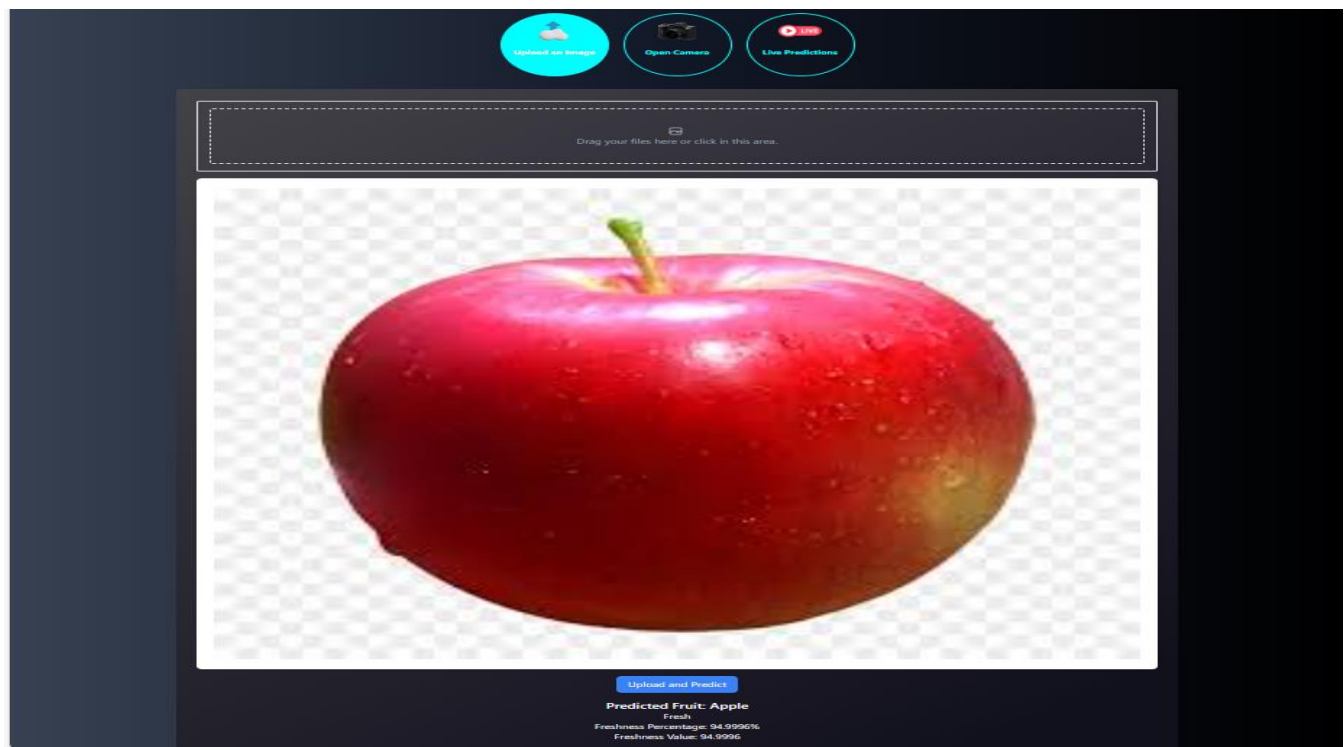 Upload an Image
Open Camera
LIVE
Live Predictions
Drag your files here or click in this area.
Upload and Predict
Predicted Fruit: Apple
Fresh
Freshness Percentage: 94.9996%
Freshness Value: 94.9996